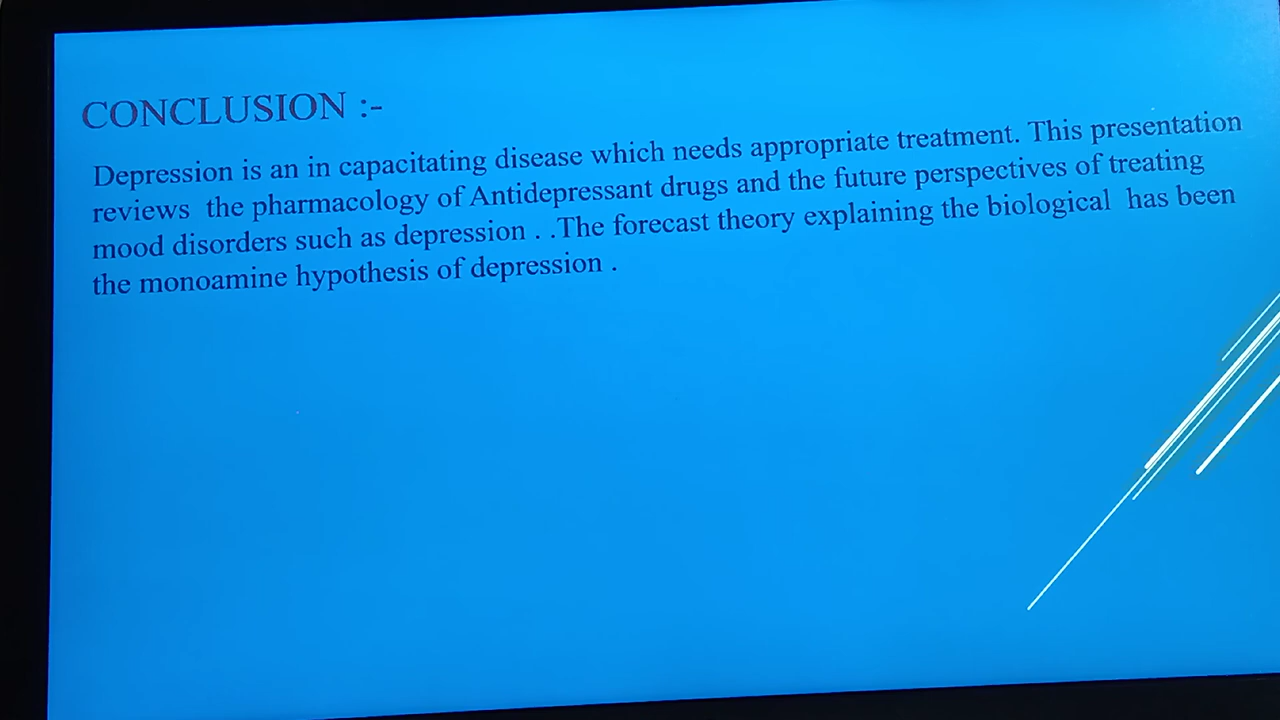 CONCLUSION :-
Depression is an in capacitating disease which needs appropriate treatment. This presentation
reviews  the pharmacology of Antidepressant drugs and the future perspectives of treating
mood disorders such as depression . .The forecast theory explaining the biological  has been
the monoamine hypothesis of depression .